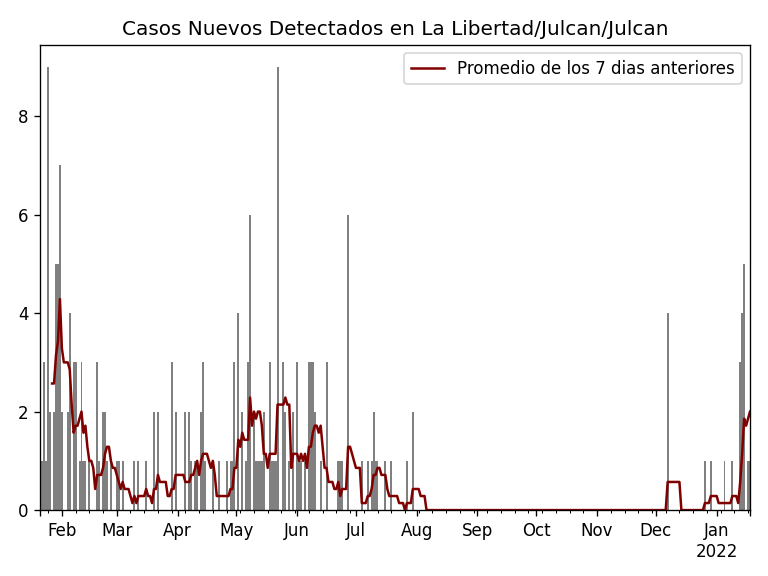 Casos Nuevos Detectados en La Libertad/Julcan/Julcan
Promedio de los 7 dias anteriores
8
6
4
2
0
Feb Mar Apr May Jun Jul Aug Sep Oct Nov Dec Jan
2022